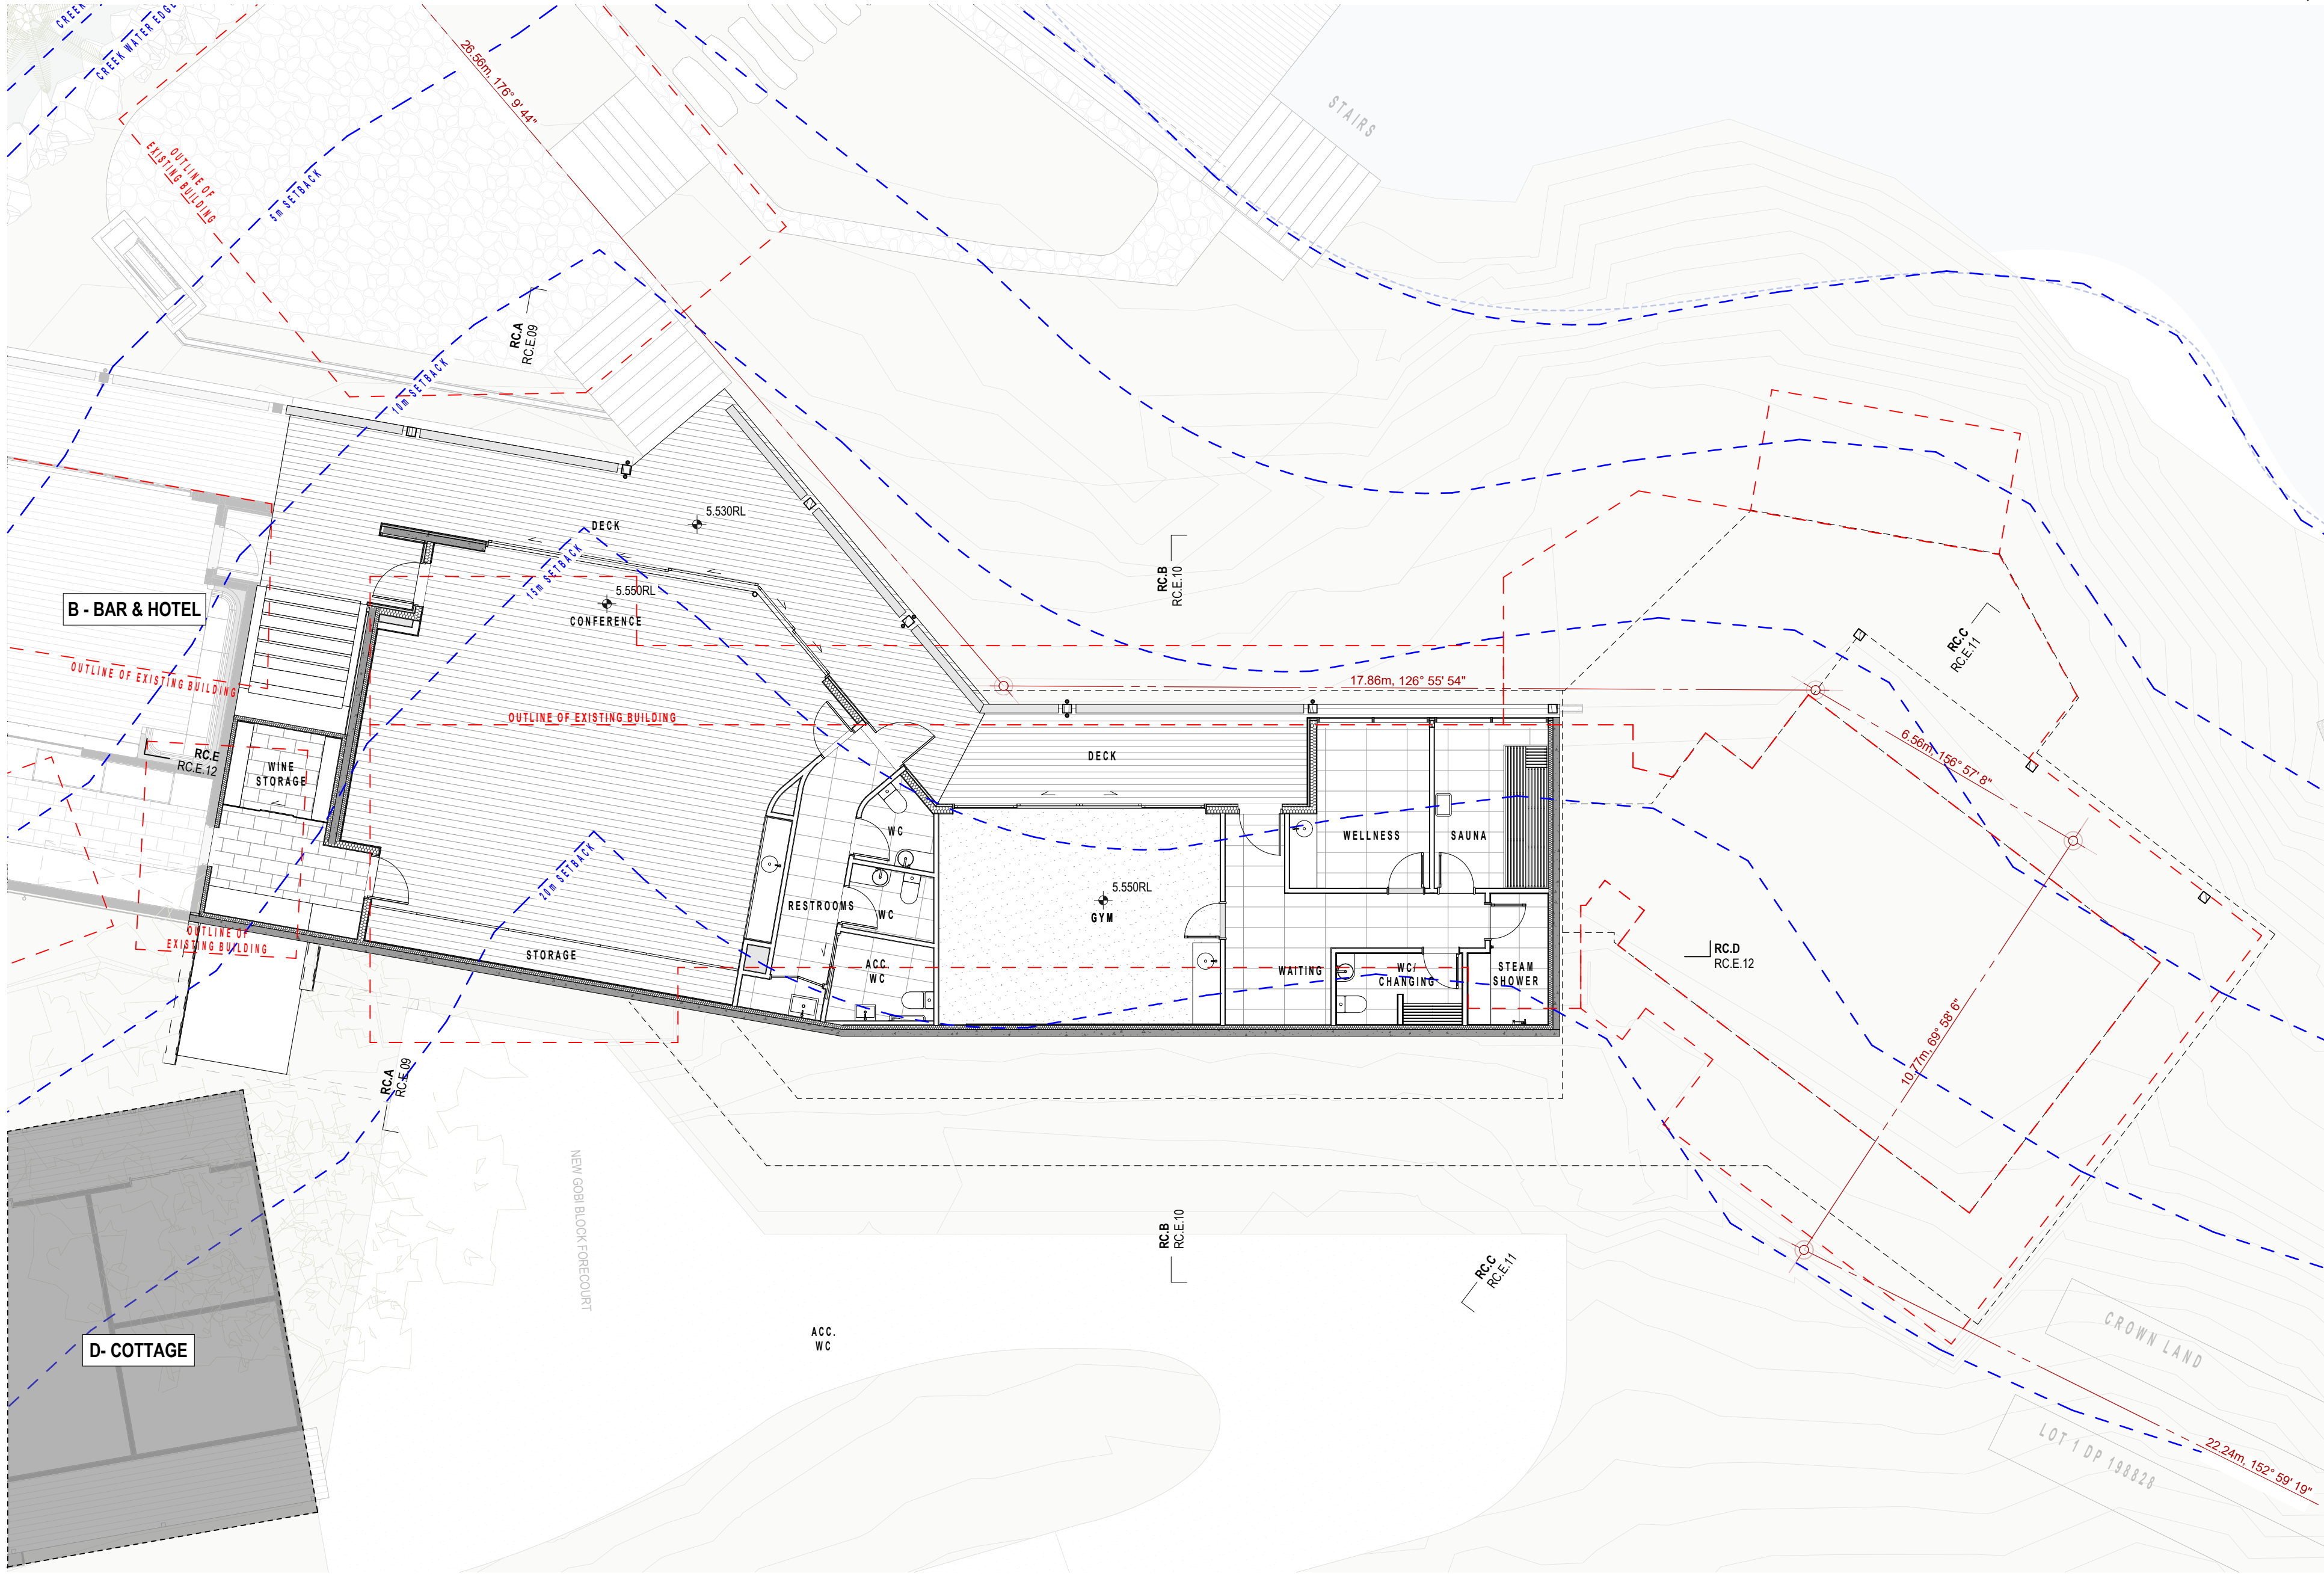 CREEK
CREEK WATER EDGE
26.56m, 176° 9' 44"
STAIRS
OUTLINE OF
EXISTING BUILDING
5m SETBACK
RC.A
RC.E.09
10m SETBACK
DECK
5.530RL
15m SETBACK
5.550RL
CONFERENCE
RC.B
RC.E.10
B - BAR & HOTEL
RC.C
RC.E.11
OUTLINE OF EXISTING BUILDING
17.86m, 126° 55' 54"
OUTLINE OF EXISTING BUILDING
RC.E
RC.E.12
WINE
STORAGE
DECK
6.56m, 156° 57' 8"
WC
WELLNESS
SAUNA
20m SETBACK
5.550RL
GYM
RESTROOMS
WC
OUTLINE OF
EXISTING BUILDING
STORAGE
ACC.
WC
WAITING
WC/
CHANGING
STEAM
SHOWER
RC.D
RC.E.12
10.77m, 69° 58' 6"
RC.A
RC.E.09
NEW GOBI BLOCK FORECOURT
RC.B
RC.E.10
RC.C
RC.E.11
D- COTTAGE
ACC.
WC
CROWN LAND
LOT 1 DP 198828
22.24m, 152° 59' 19"